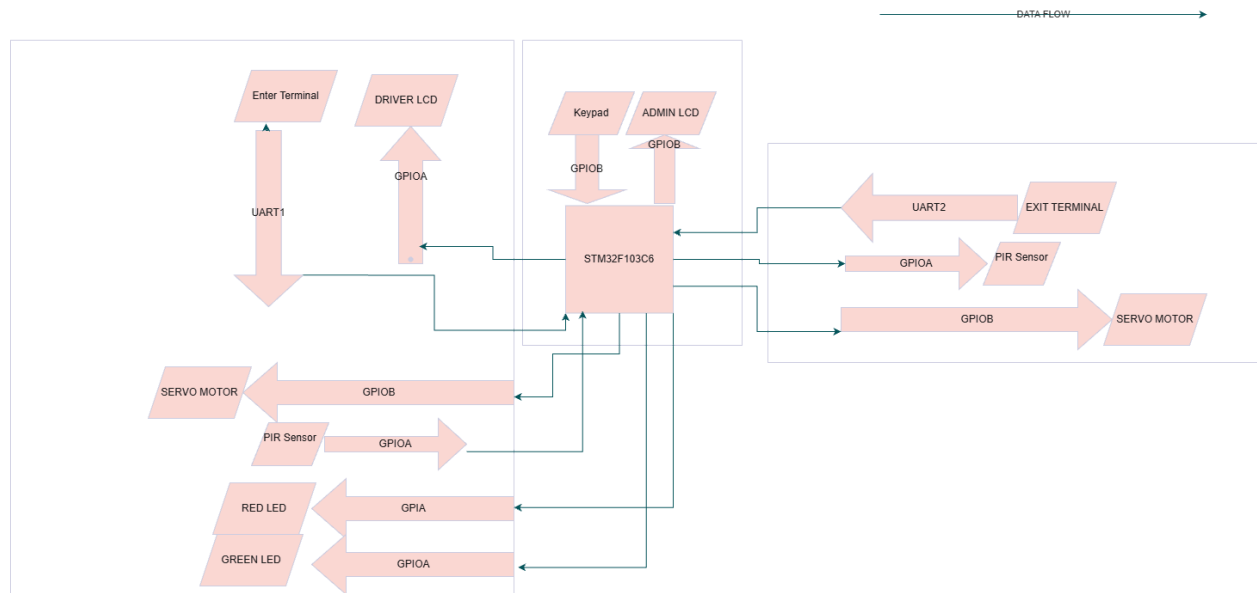 DATA FLOW
Enter Terminal
DRIVER LCD
GPIOA
UART1
Keypad
ADMIN LCD
GPIOB
GPIOB
STM32F103C6
UART2
EXIT TERMINAL
GPIOA
PIR Sensor
GPIOB
SERVO MOTOR
SERVO MOTOR
GPIOB
PIR Sensor
GPIOA
RED LED
GPIA
GREEN LED
GPIOA